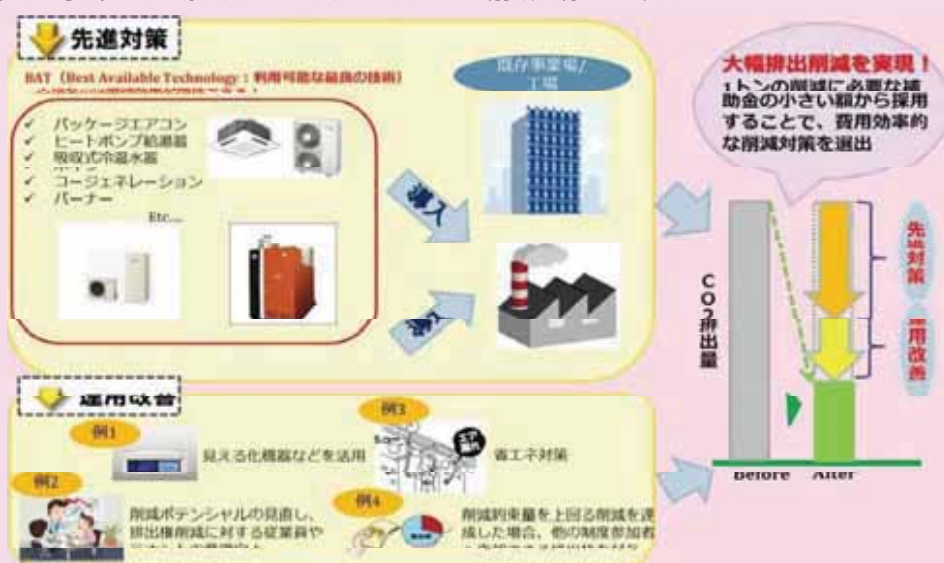 先進対策
BAT（Best Available Technology：利用可能な最良の技術）
✓ パッケージエアコン
✓ ヒートポンプ給湯器
✓ 吸収式冷温水器
✓ コージェネレーション
✓ バーナー
Etc....
導入
既存事業場/
工場
大幅排出削減を実現！
1トンの削減に必要な補
助金の小さい額から採用
することで、費用効率的
な削減対策を選出
CO2排出量
先進対策
運用改善
Before After
運用改善
例1
見える化機器などを活用
例2
削減ポテンシャルの見直し、
排出権削減に対する従業員や
例3
省エネ対策
例4
削減約束量を上回る削減を達
成した場合、他の制度参加者